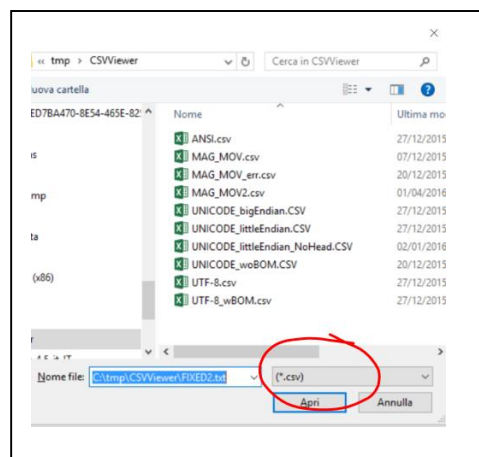 « tmp › CSVViewer
Cerca in CSVViewer
uova cartella
ED7BA470-8E54-465E-82
Nome
Ultima mo
ANSI.csv 27/12/2015
MAG_MOV.csv 07/12/2015
MAG_MOV_err.csv 20/12/2015
MAG_MOV2.csv 01/04/2016
UNICODE_bigEndian.CSV 27/12/2015
UNICODE_littleEndian.CSV 27/12/2015
UNICODE_littleEndian_NoHead.CSV 02/01/2016
UNICODE_woBOM.CSV 20/12/2015
UTF-8.csv 27/12/2015
UTF-8_wBOM.csv 27/12/2015
ns
mp
ta
(x86)
r
Nome file: C:\tmp\CSVViewer\FIXED2.txt
(*.csv)
Apri
Annulla